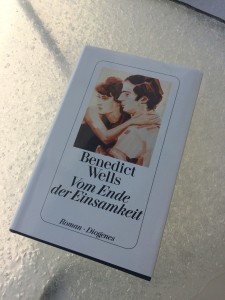 Benedict
Wells
Vom Ende
der Einsamkeit
Roman · Diogenes